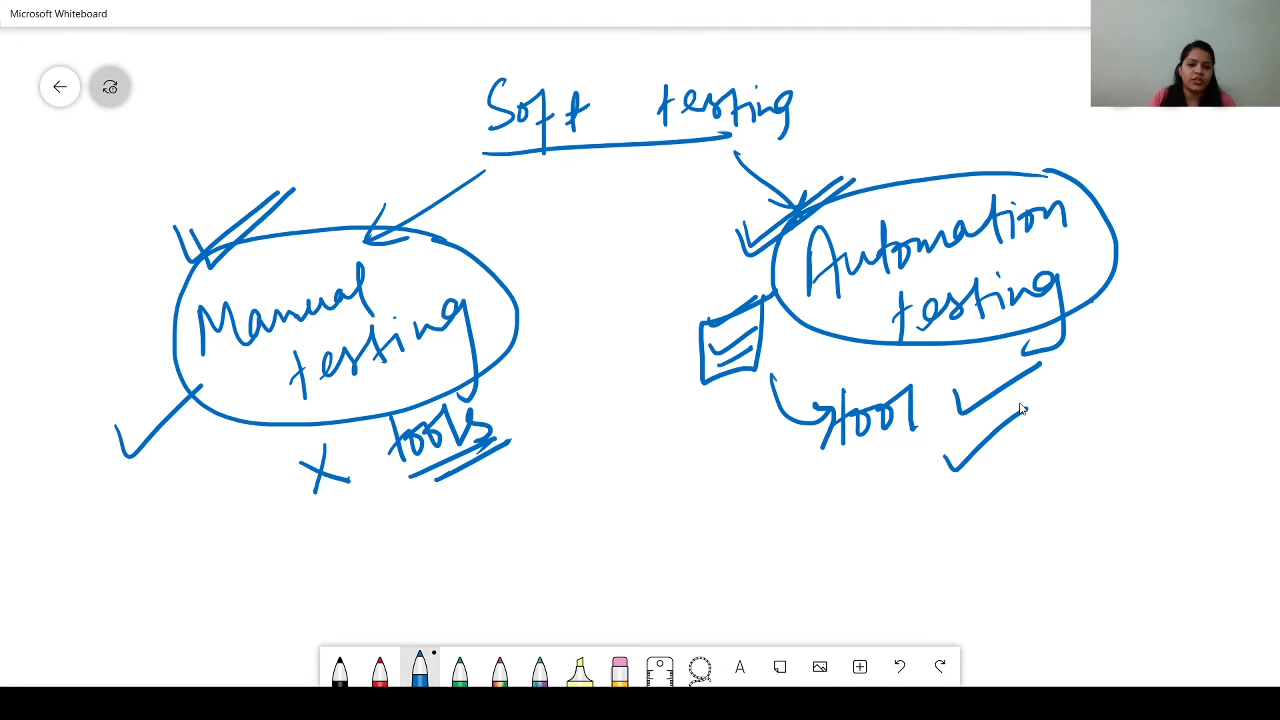 Microsoft Whiteboard
Soft testing
Manual
testing
tools
Automation
testing
tool
A